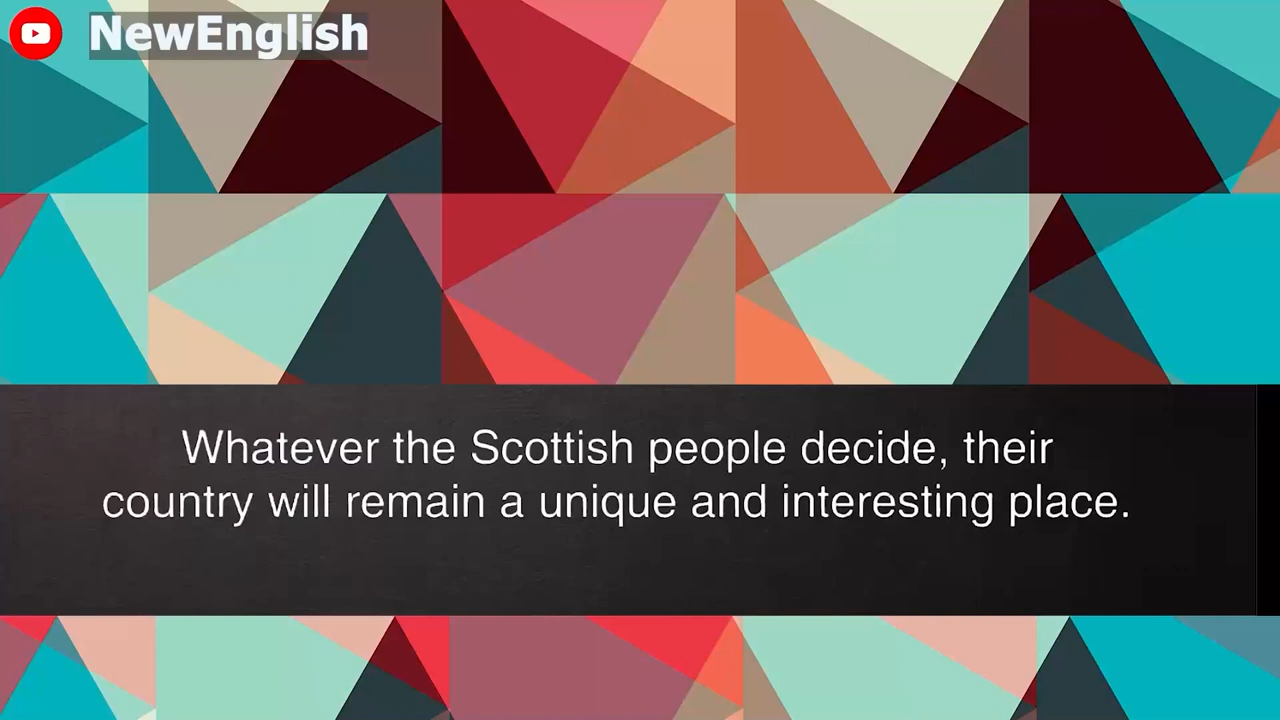 NewEnglish
Whatever the Scottish people decide, their
country will remain a unique and interesting place.